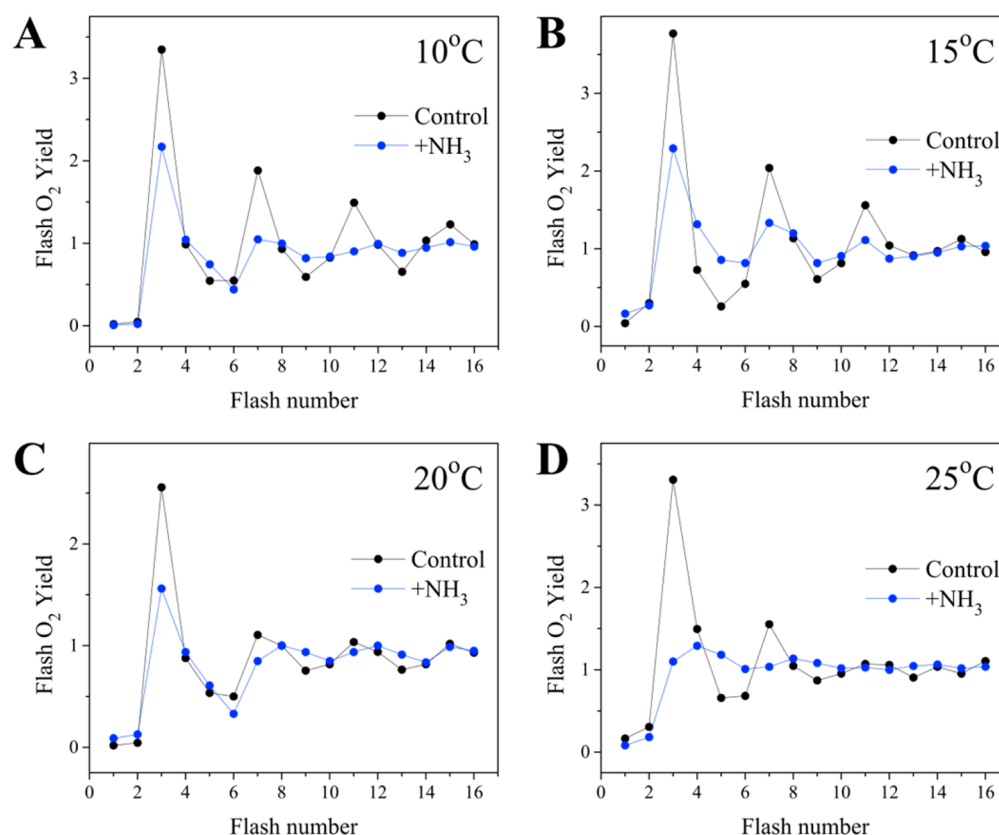 A
10°C
Control
+NH₃
Flash O₂ Yield
3
2
1
0
0 2 4 6 8 10 12 14 16
Flash number
B
15°C
Control
+NH₃
Flash O₂ Yield
3
2
1
0
0 2 4 6 8 10 12 14 16
Flash number
C
20°C
Control
+NH₃
Flash O₂ Yield
2
1
0
0 2 4 6 8 10 12 14 16
Flash number
D
25°C
Control
+NH₃
Flash O₂ Yield
3
2
1
0
0 2 4 6 8 10 12 14 16
Flash number